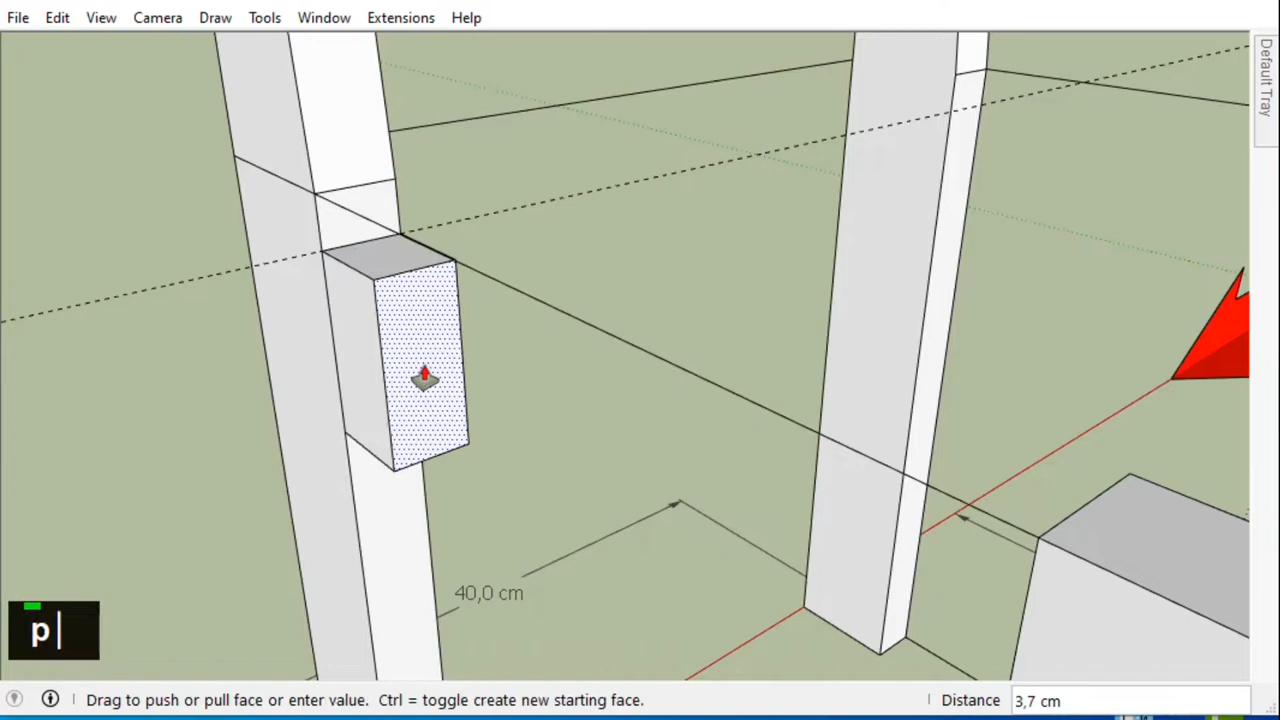 File Edit View Camera Draw Tools Window Extensions Help
Default Tray
40,0 cm
p
Drag to push or pull face or enter value. Ctrl = toggle create new starting face. Distance 3,7 cm